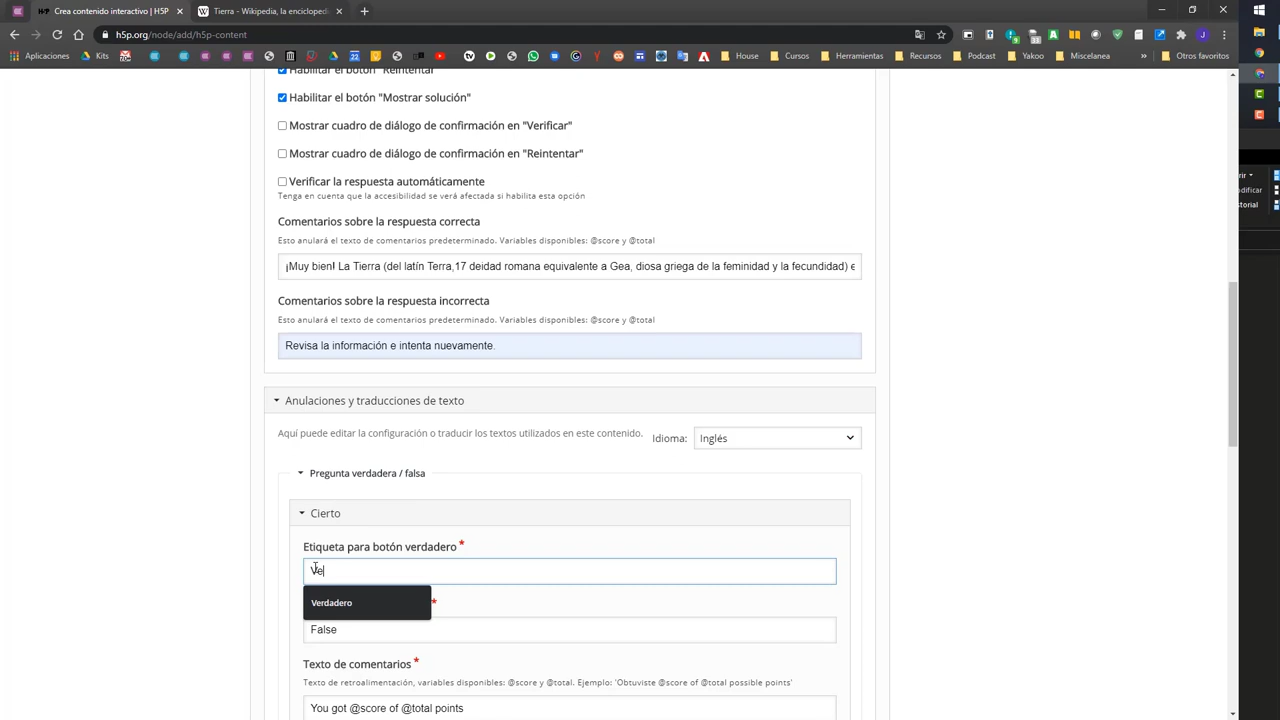 Crea contenido interactivo | H5P
Tierra - Wikipedia, la enciclope
h5p.org/node/add/h5p-content
Aplicaciones
House
Cursos
Herramientas
Recursos
Podcast
Yakoo
Miscelanea
Otros favoritos
Habilitar el botón "Reintentar"
Habilitar el botón "Mostrar solución"
Mostrar cuadro de diálogo de confirmación en "Verificar"
Mostrar cuadro de diálogo de confirmación en "Reintentar"
Verificar la respuesta automáticamente
Tenga en cuenta que la accesibilidad se verá afectada si habilita esta opción
Comentarios sobre la respuesta correcta
Esto anulará el texto de comentarios predeterminado. Variables disponibles: @score y @total
¡Muy bien! La Tierra (del latín Terra,17 deidad romana equivalente a Gea, diosa griega de la feminidad y la fecundidad) e
Comentarios sobre la respuesta incorrecta
Esto anulará el texto de comentarios predeterminado. Variables disponibles: @score y @total
Revisa la información e intenta nuevamente.
Anulaciones y traducciones de texto
Aquí puede editar la configuración o traducir los textos utilizados en este contenido.
Idioma: Inglés
Pregunta verdadera / falsa
Cierto
Etiqueta para botón verdadero *
Ve
Verdadero
*
False
Texto de comentarios *
Texto de retroalimentación, variables disponibles: @score y @total. Ejemplo: 'Obtuviste @score of @total possible points'
You got @score of @total points